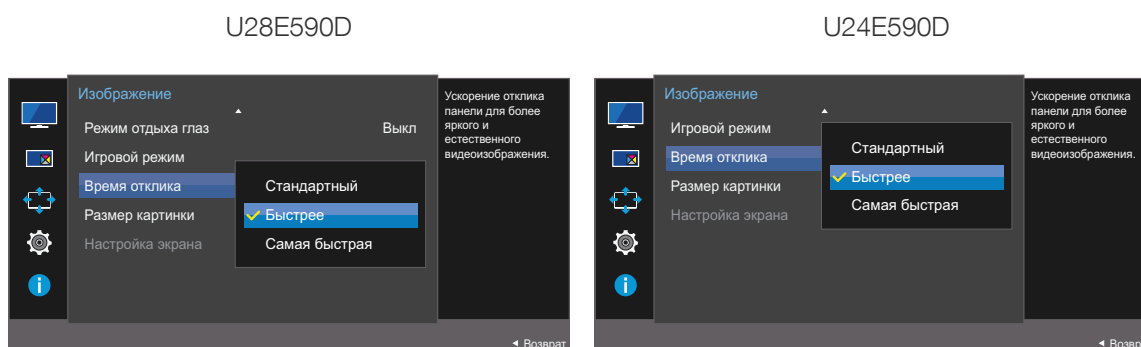 U28E590D
Изображение
Режим отдыха глаз Выкл
Игровой режим
Время отклика
Размер картинки
Настройка экрана
Стандартный
Быстрее
Самая быстрая
Ускорение отклика
панели для более
яркого и
естественного
видеоизображения.
Возврат
U24E590D
Изображение
Игровой режим
Время отклика
Размер картинки
Настройка экрана
Стандартный
Быстрее
Самая быстрая
Ускорение отклика
панели для более
яркого и
естественного
видеоизображения.
Возвр